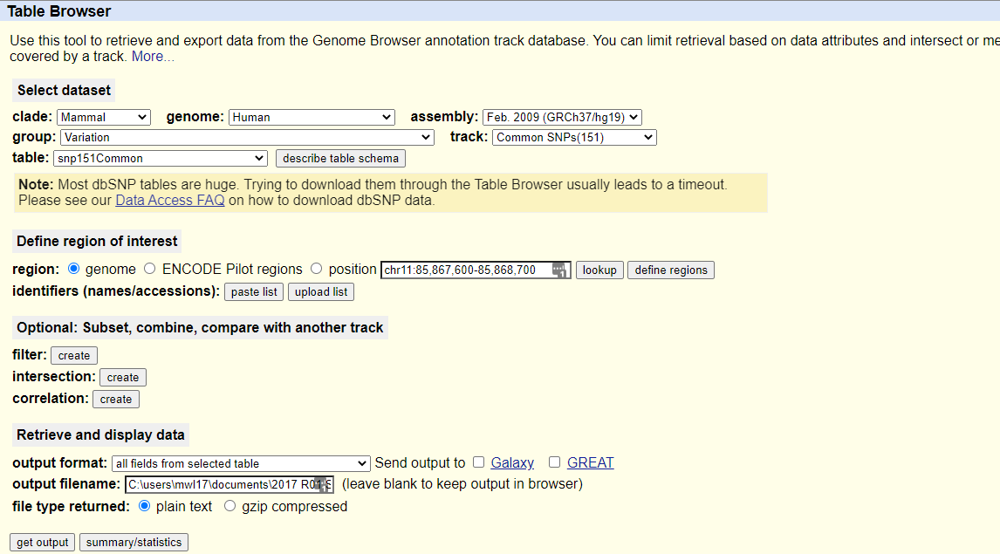 Table Browser
Use this tool to retrieve and export data from the Genome Browser annotation track database. You can limit retrieval based on data attributes and intersect or me
covered by a track. More...
Select dataset
clade: Mammal genome: Human assembly: Feb. 2009 (GRCh37/hg19)
group: Variation track: Common SNPs(151)
table: snp151Common describe table schema
Note: Most dbSNP tables are huge. Trying to download them through the Table Browser usually leads to a timeout.
Please see our Data Access FAQ on how to download dbSNP data.
Define region of interest
region: genome ENCODE Pilot regions position chr11:85,867,600-85,868,700 lookup define regions
identifiers (names/accessions): paste list upload list
Optional: Subset, combine, compare with another track
filter: create
intersection: create
correlation: create
Retrieve and display data
output format: all fields from selected table Send output to Galaxy GREAT
output filename: C:\users\mwl17\documents\2017 (leave blank to keep output in browser)
file type returned: plain text gzip compressed
get output summary/statistics